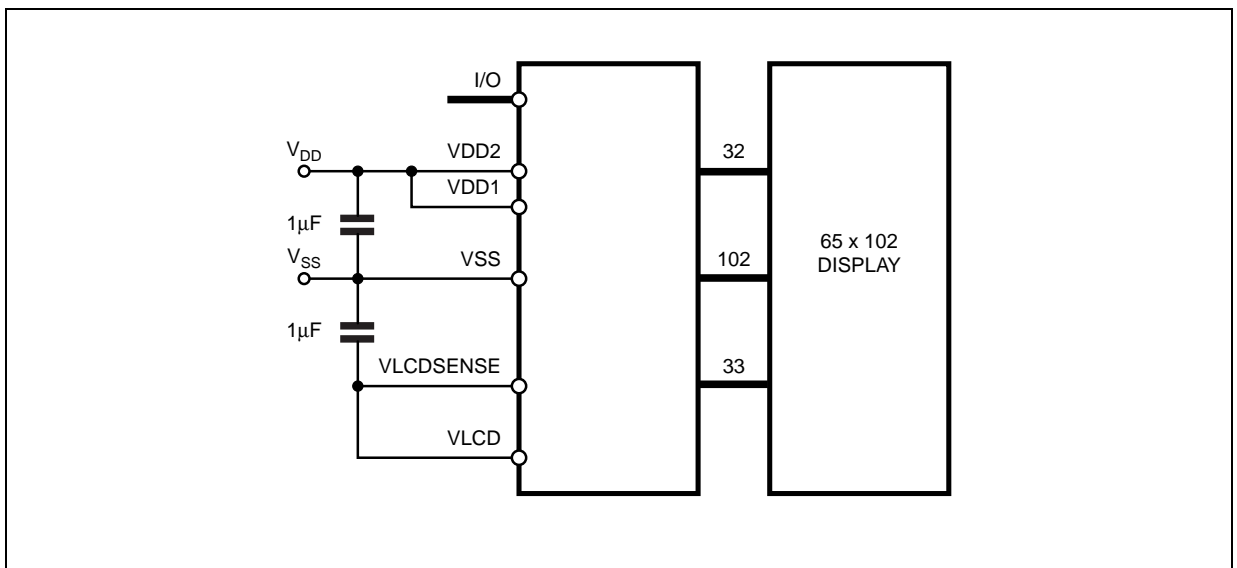 I/O
V_DD
VDD2
32
VDD1
1μF
65 x 102
DISPLAY
V_SS
VSS
102
1μF
VLCDSENSE
33
VLCD